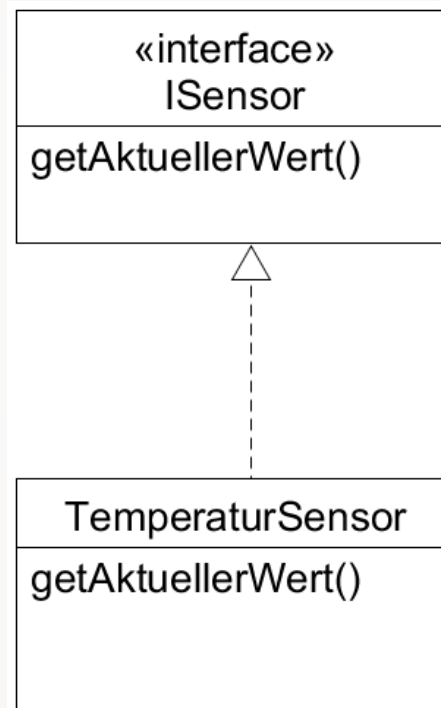 «interface»
ISensor
getAktuellerWert()
TemperaturSensor
getAktuellerWert()